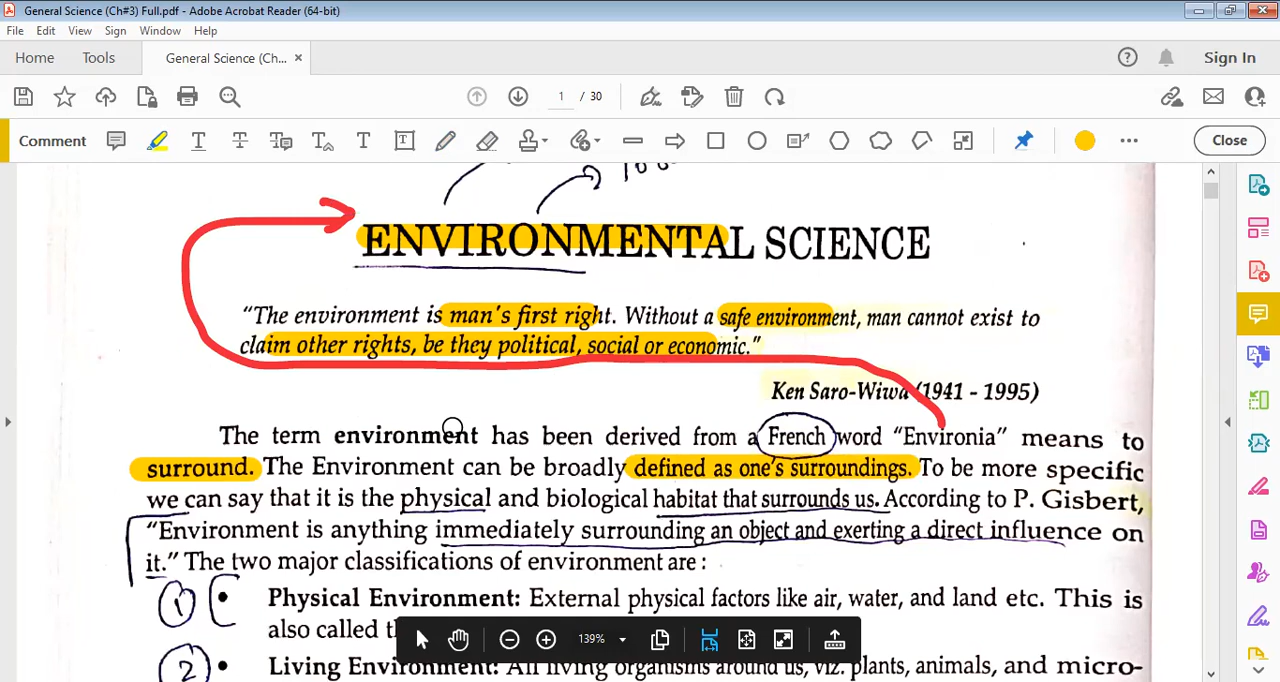 General Science (Ch#3) Full.pdf - Adobe Acrobat Reader (64-bit)
File Edit View Sign Window Help
Home Tools General Science (Ch... × Sign In
1 / 30
Comment Close
ENVIRONMENTAL SCIENCE
“The environment is man's first right. Without a safe environment, man cannot exist to
claim other rights, be they political, social or economic.”
Ken Saro-Wiwa (1941 - 1995)
The term environment has been derived from a French word “Environia” means to
surround. The Environment can be broadly defined as one's surroundings. To be more specific
we can say that it is the physical and biological habitat that surrounds us. According to P. Gisbert,
“Environment is anything immediately surrounding an object and exerting a direct influence on
it.” The two major classifications of environment are :
1 • Physical Environment: External physical factors like air, water, and land etc. This is
also called
139%
2 • Living Environment: All living organisms around us, viz. plants, animals, and micro-